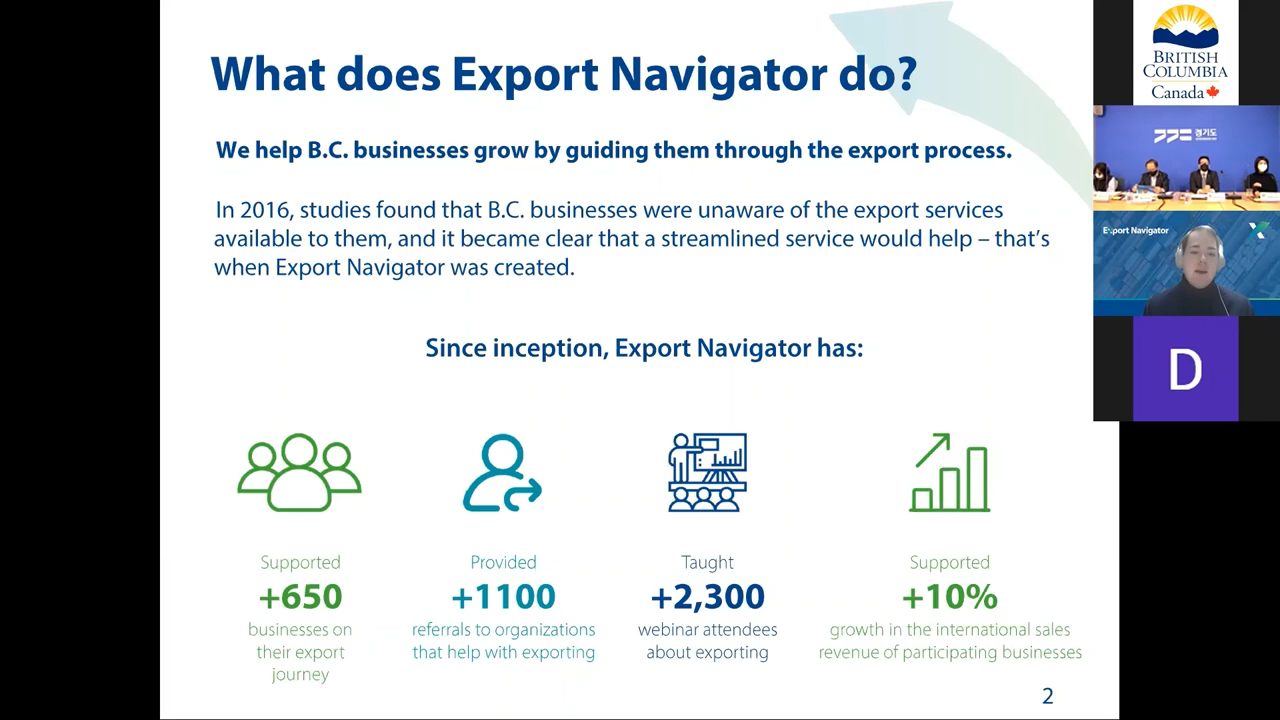 What does Export Navigator do?
We help B.C. businesses grow by guiding them through the export process.
In 2016, studies found that B.C. businesses were unaware of the export services
available to them, and it became clear that a streamlined service would help – that's
when Export Navigator was created.
Since inception, Export Navigator has:
Supported
+650
businesses on
their export
journey
Provided
+1100
referrals to organizations
that help with exporting
Taught
+2,300
webinar attendees
about exporting
Supported
+10%
growth in the international sales
revenue of participating businesses
2
BRITISH
COLUMBIA
Canada
경기도
Export Navigator
D